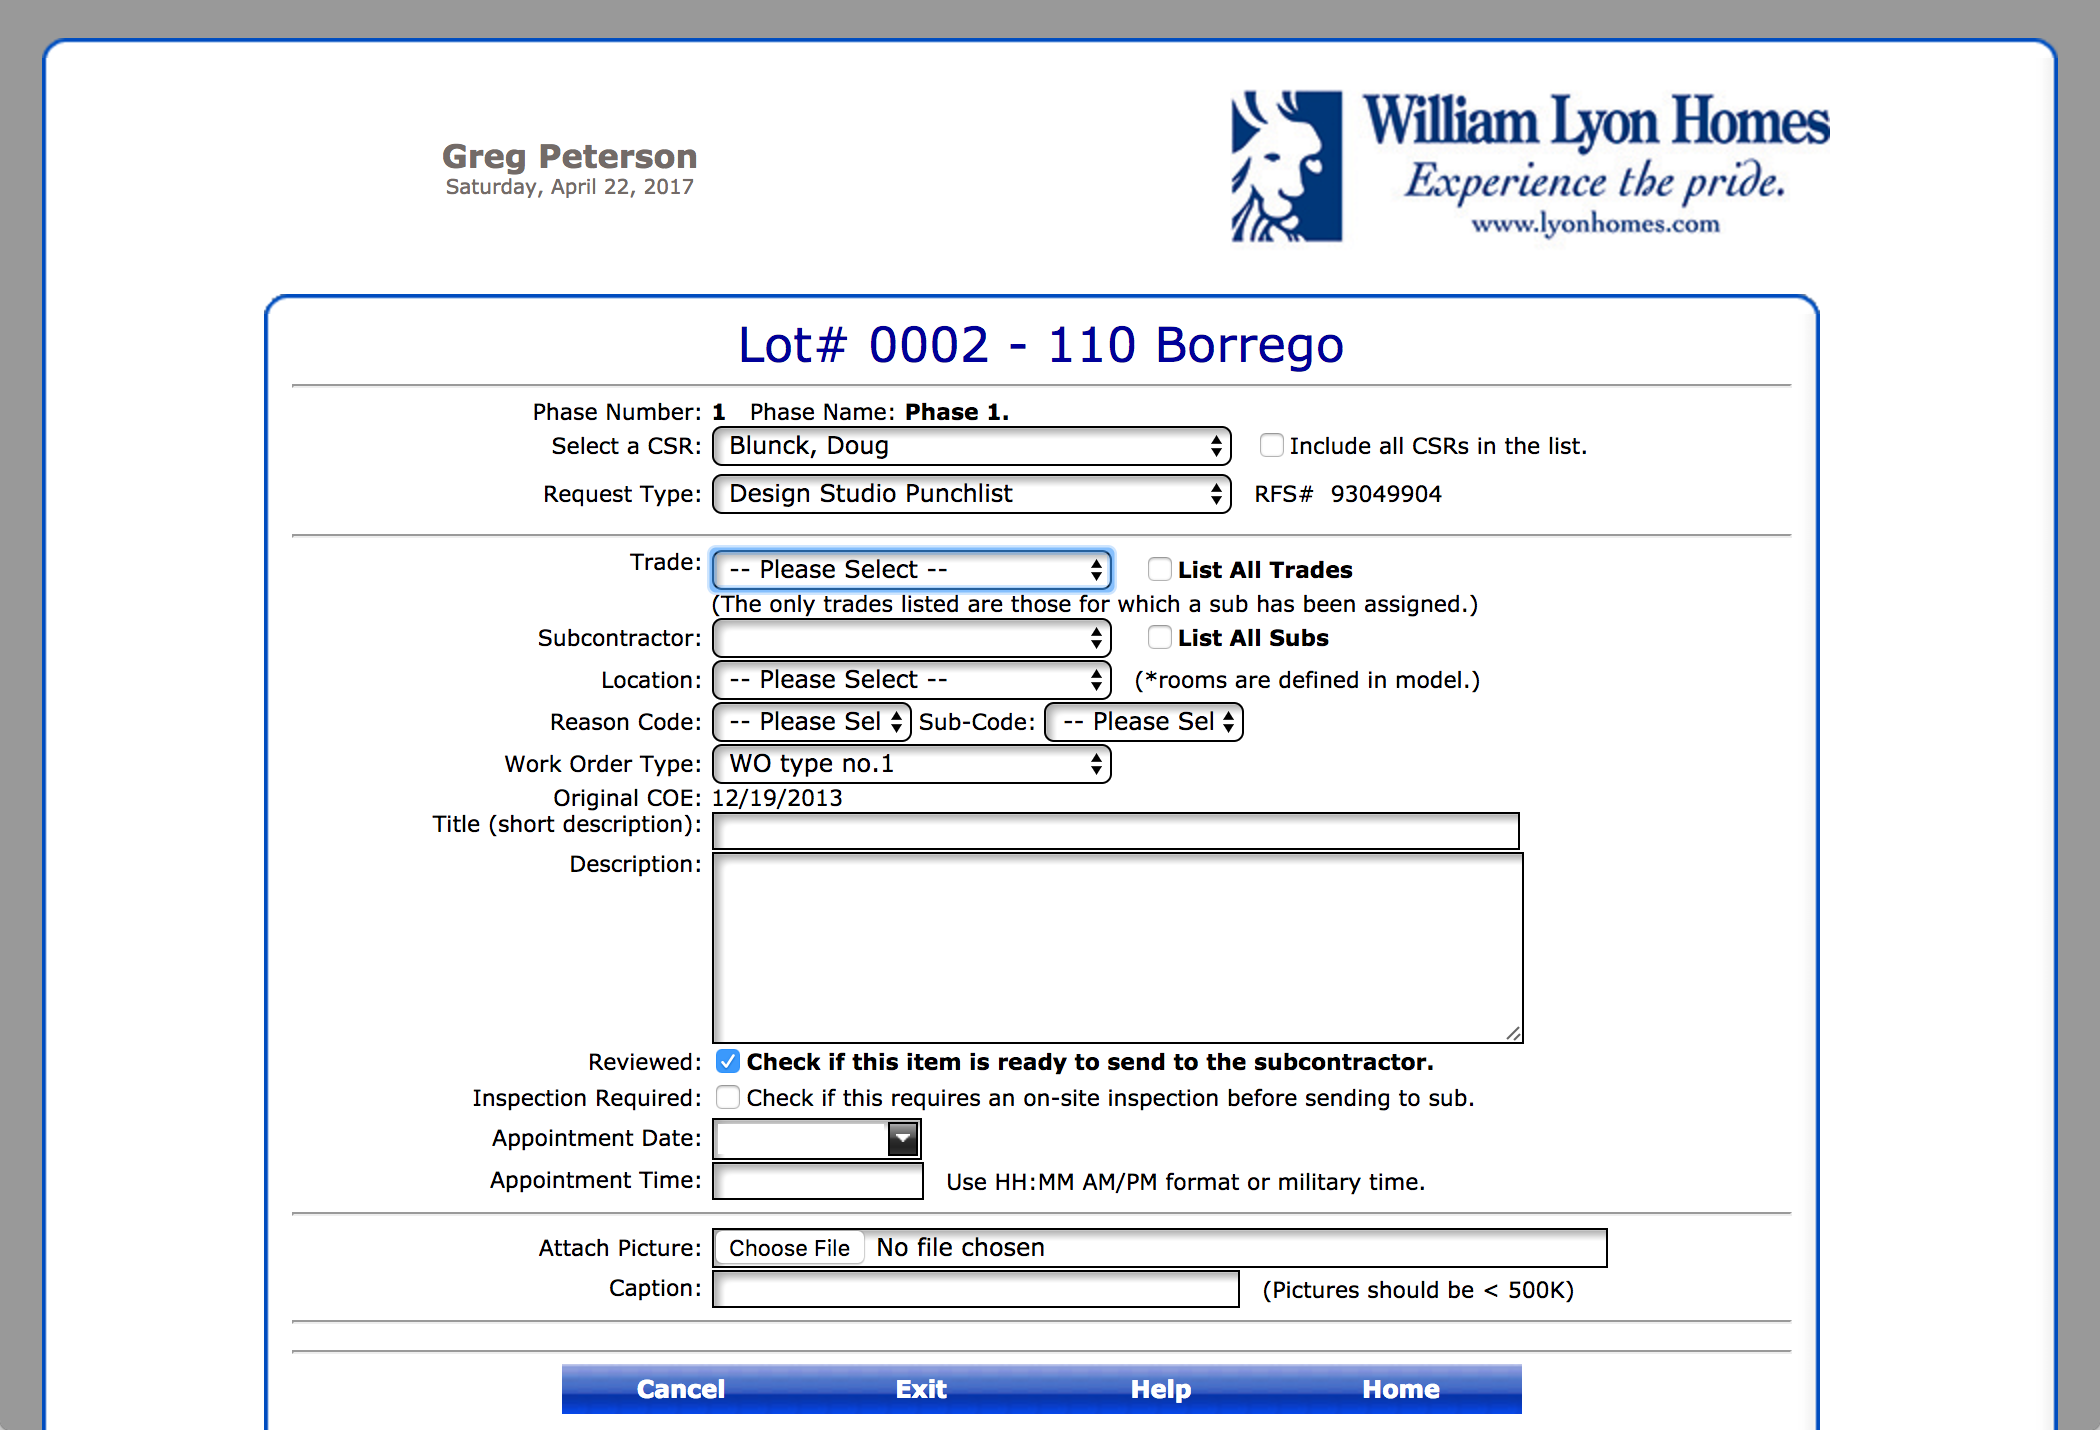 Greg Peterson
Saturday, April 22, 2017
William Lyon Homes
Experience the pride.
www.lyonhomes.com
Lot# 0002 - 110 Borrego
Phase Number: 1 Phase Name: Phase 1.
Select a CSR: Blunck, Doug Include all CSRs in the list.
Request Type: Design Studio Punchlist RFS# 93049904
Trade: -- Please Select -- List All Trades
(The only trades listed are those for which a sub has been assigned.)
Subcontractor: List All Subs
Location: -- Please Select -- (*rooms are defined in model.)
Reason Code: -- Please Sel Sub-Code: -- Please Sel
Work Order Type: WO type no.1
Original COE: 12/19/2013
Title (short description):
Description:
Reviewed: Check if this item is ready to send to the subcontractor.
Inspection Required: Check if this requires an on-site inspection before sending to sub.
Appointment Date:
Appointment Time: Use HH:MM AM/PM format or military time.
Attach Picture: Choose File No file chosen
Caption: (Pictures should be < 500K)
Cancel Exit Help Home